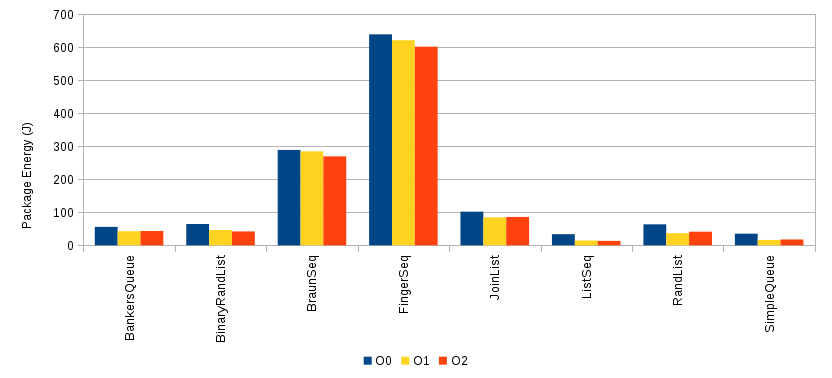 700
600
500
400
300
200
100
0
Package Energy (J)
BankersQueue
BinaryRandList
BraunSeq
FingerSeq
JoinList
ListSeq
RandList
SimpleQueue
O0 O1 O2